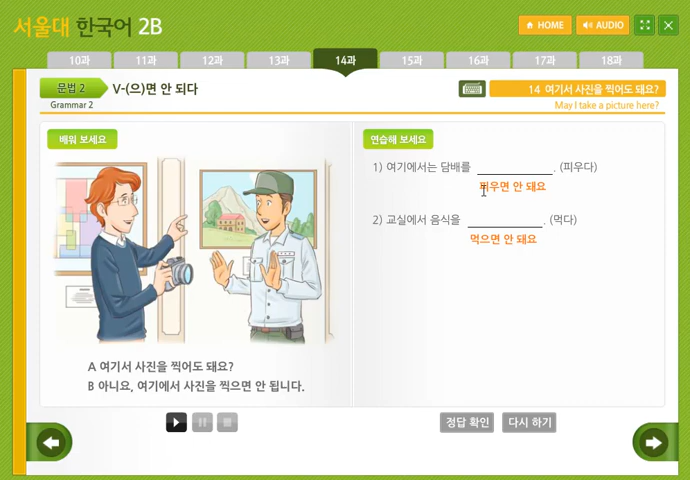 서울대 한국어 2B
HOME
AUDIO
10과
11과
12과
13과
14과
15과
16과
17과
18과
문법 2
Grammar 2
V-(으)면 안 되다
14 여기서 사진을 찍어도 돼요?
May I take a picture here?
배워 보세요
A 여기서 사진을 찍어도 돼요?
B 아니요, 여기에서 사진을 찍으면 안 됩니다.
연습해 보세요
1) 여기에서는 담배를 ________. (피우다)
피우면 안 돼요
2) 교실에서 음식을 ________. (먹다)
먹으면 안 돼요
정답 확인
다시 하기